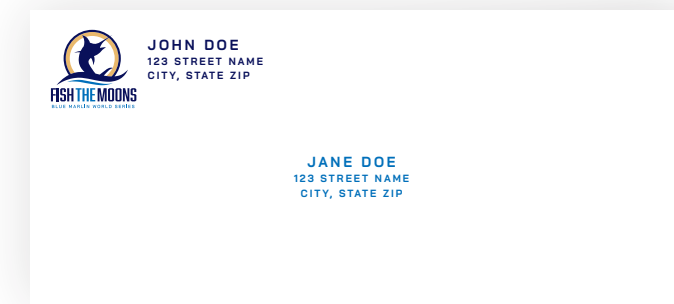 JOHN DOE
123 STREET NAME
CITY, STATE ZIP
FISH THE MOONS
BLUE MARLIN WORLD SERIES
JANE DOE
123 STREET NAME
CITY, STATE ZIP